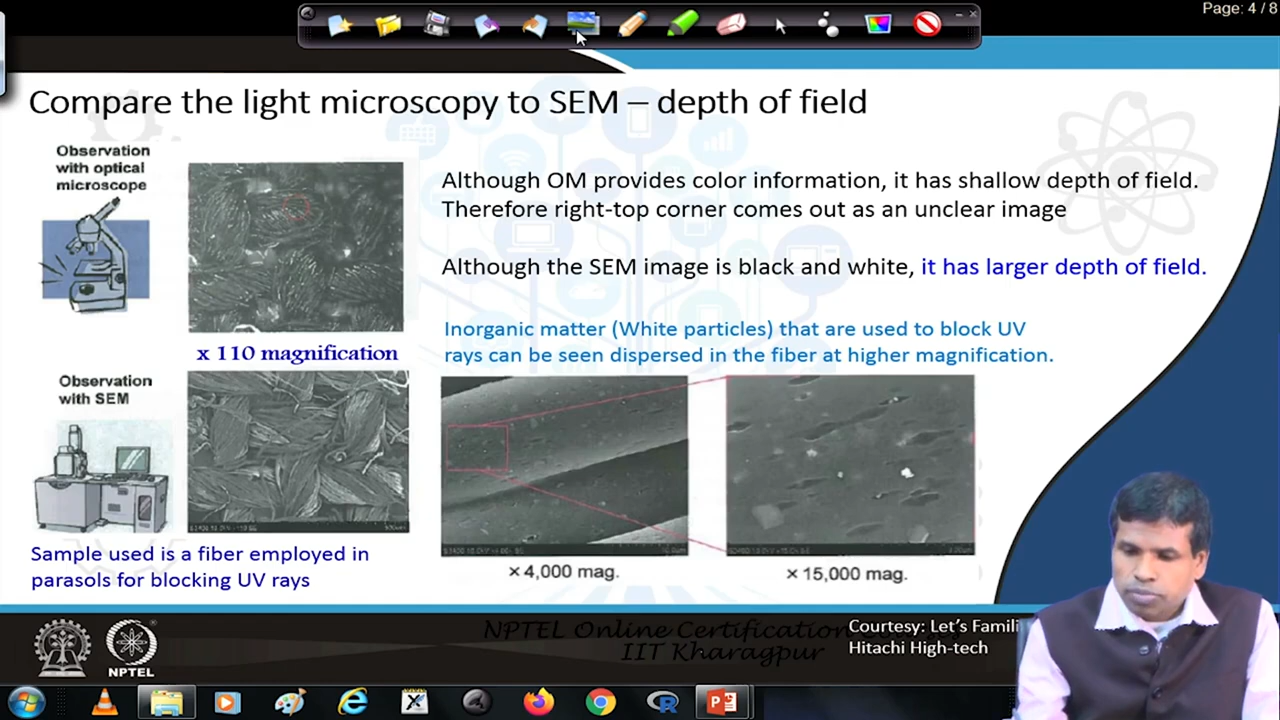 Page: 4 / 8
Compare the light microscopy to SEM – depth of field
Observation
with optical
microscope
Although OM provides color information, it has shallow depth of field.
Therefore right-top corner comes out as an unclear image
Although the SEM image is black and white, it has larger depth of field.
x 110 magnification
Inorganic matter (White particles) that are used to block UV
rays can be seen dispersed in the fiber at higher magnification.
Observation
with SEM
×4,000 mag.
×15,000 mag.
Sample used is a fiber employed in
parasols for blocking UV rays
NPTEL
NPTEL Online Certification Courses
IIT Kharagpur
Courtesy: Let's Famili
Hitachi High-tech